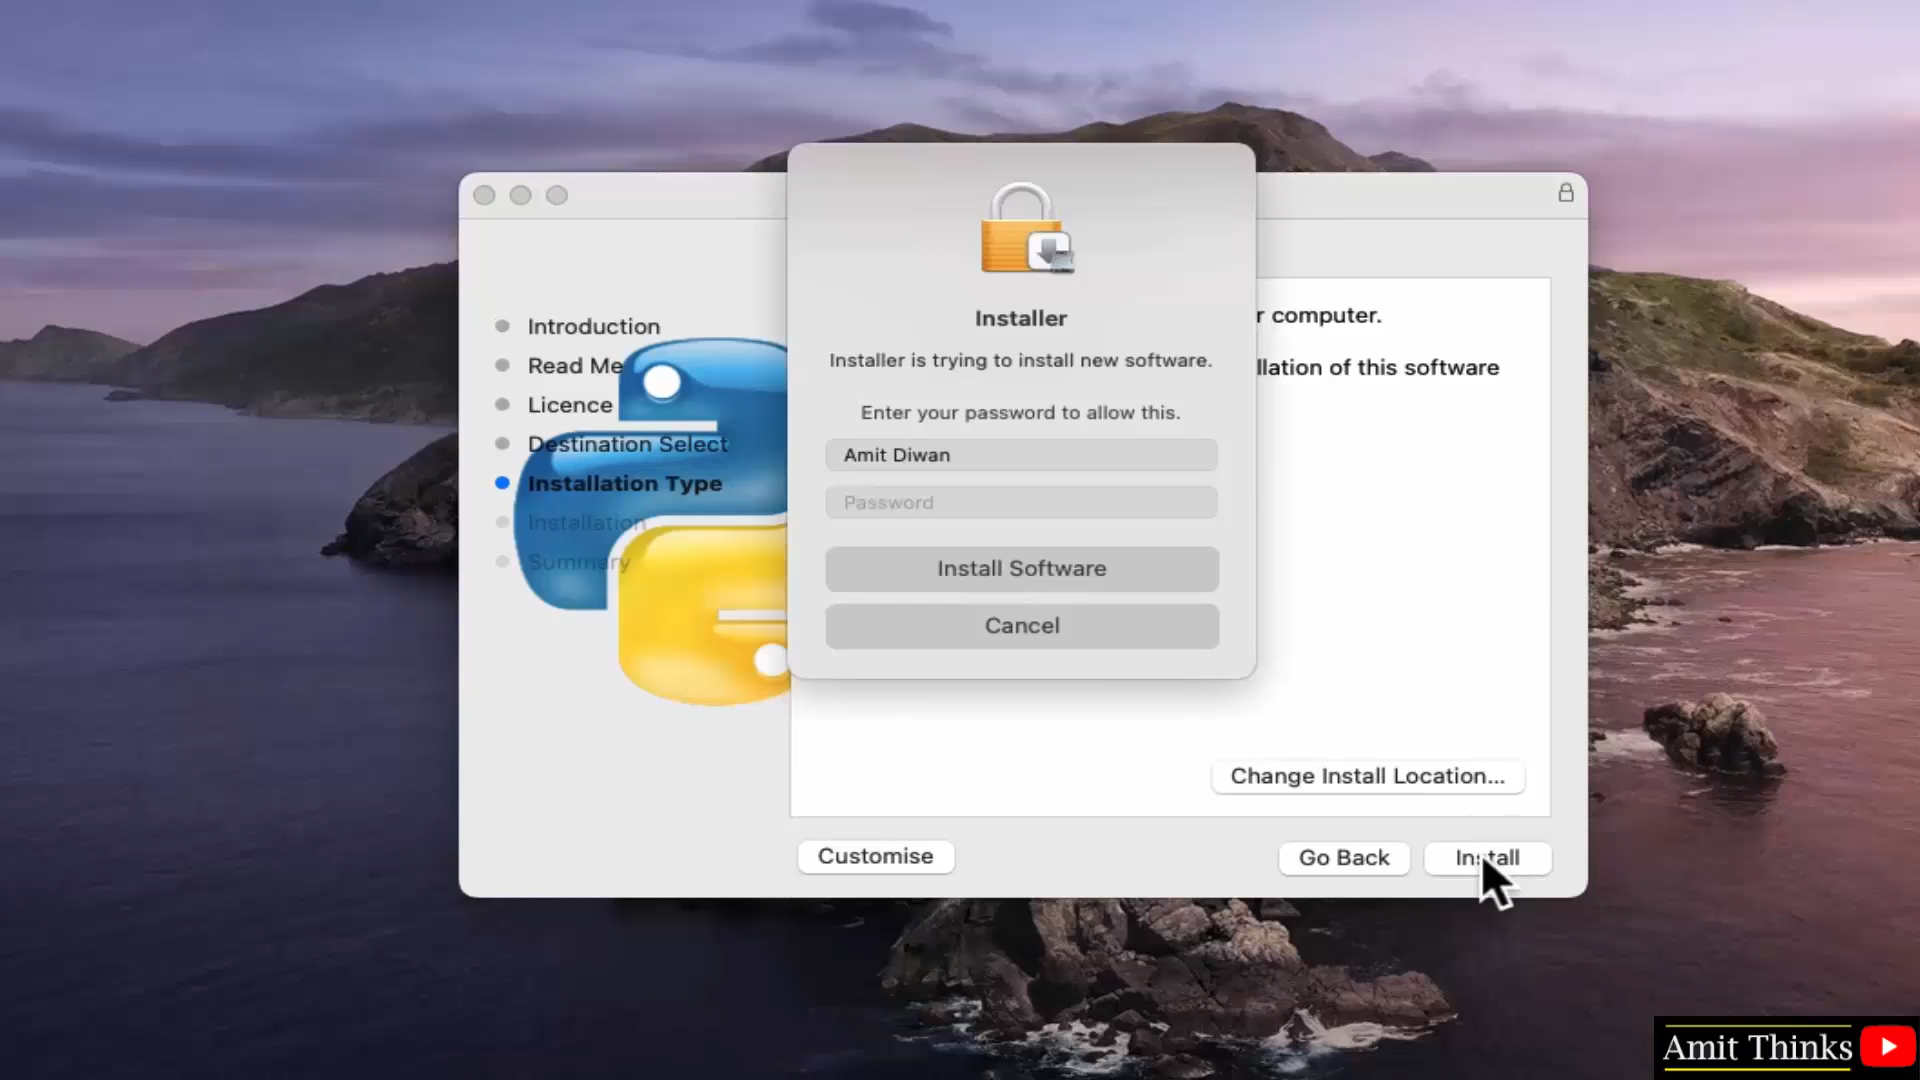 Introduction
Read Me
Licence
Destination Select
Installation Type
Installation
Summary
Installer
Installer is trying to install new software.
Enter your password to allow this.
Amit Diwan
Password
Install Software
Cancel
r computer.
llation of this software
Change Install Location...
Customise
Go Back
Install
Amit Thinks